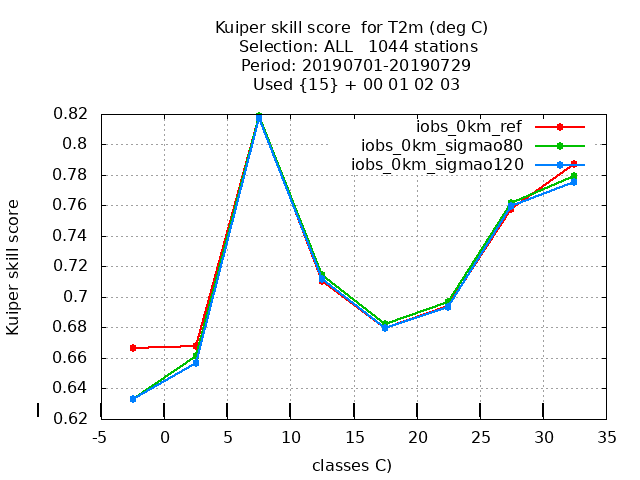 Kuiper skill score  for T2m (deg C)
Selection: ALL   1044 stations
Period: 20190701-20190729
Used {15} + 00 01 02 03
iobs_0km_ref
iobs_0km_sigmao80
iobs_0km_sigmao120
Kuiper skill score
0.82
0.8
0.78
0.76
0.74
0.72
0.7
0.68
0.66
0.64
0.62
-5 0 5 10 15 20 25 30 35
classes C)